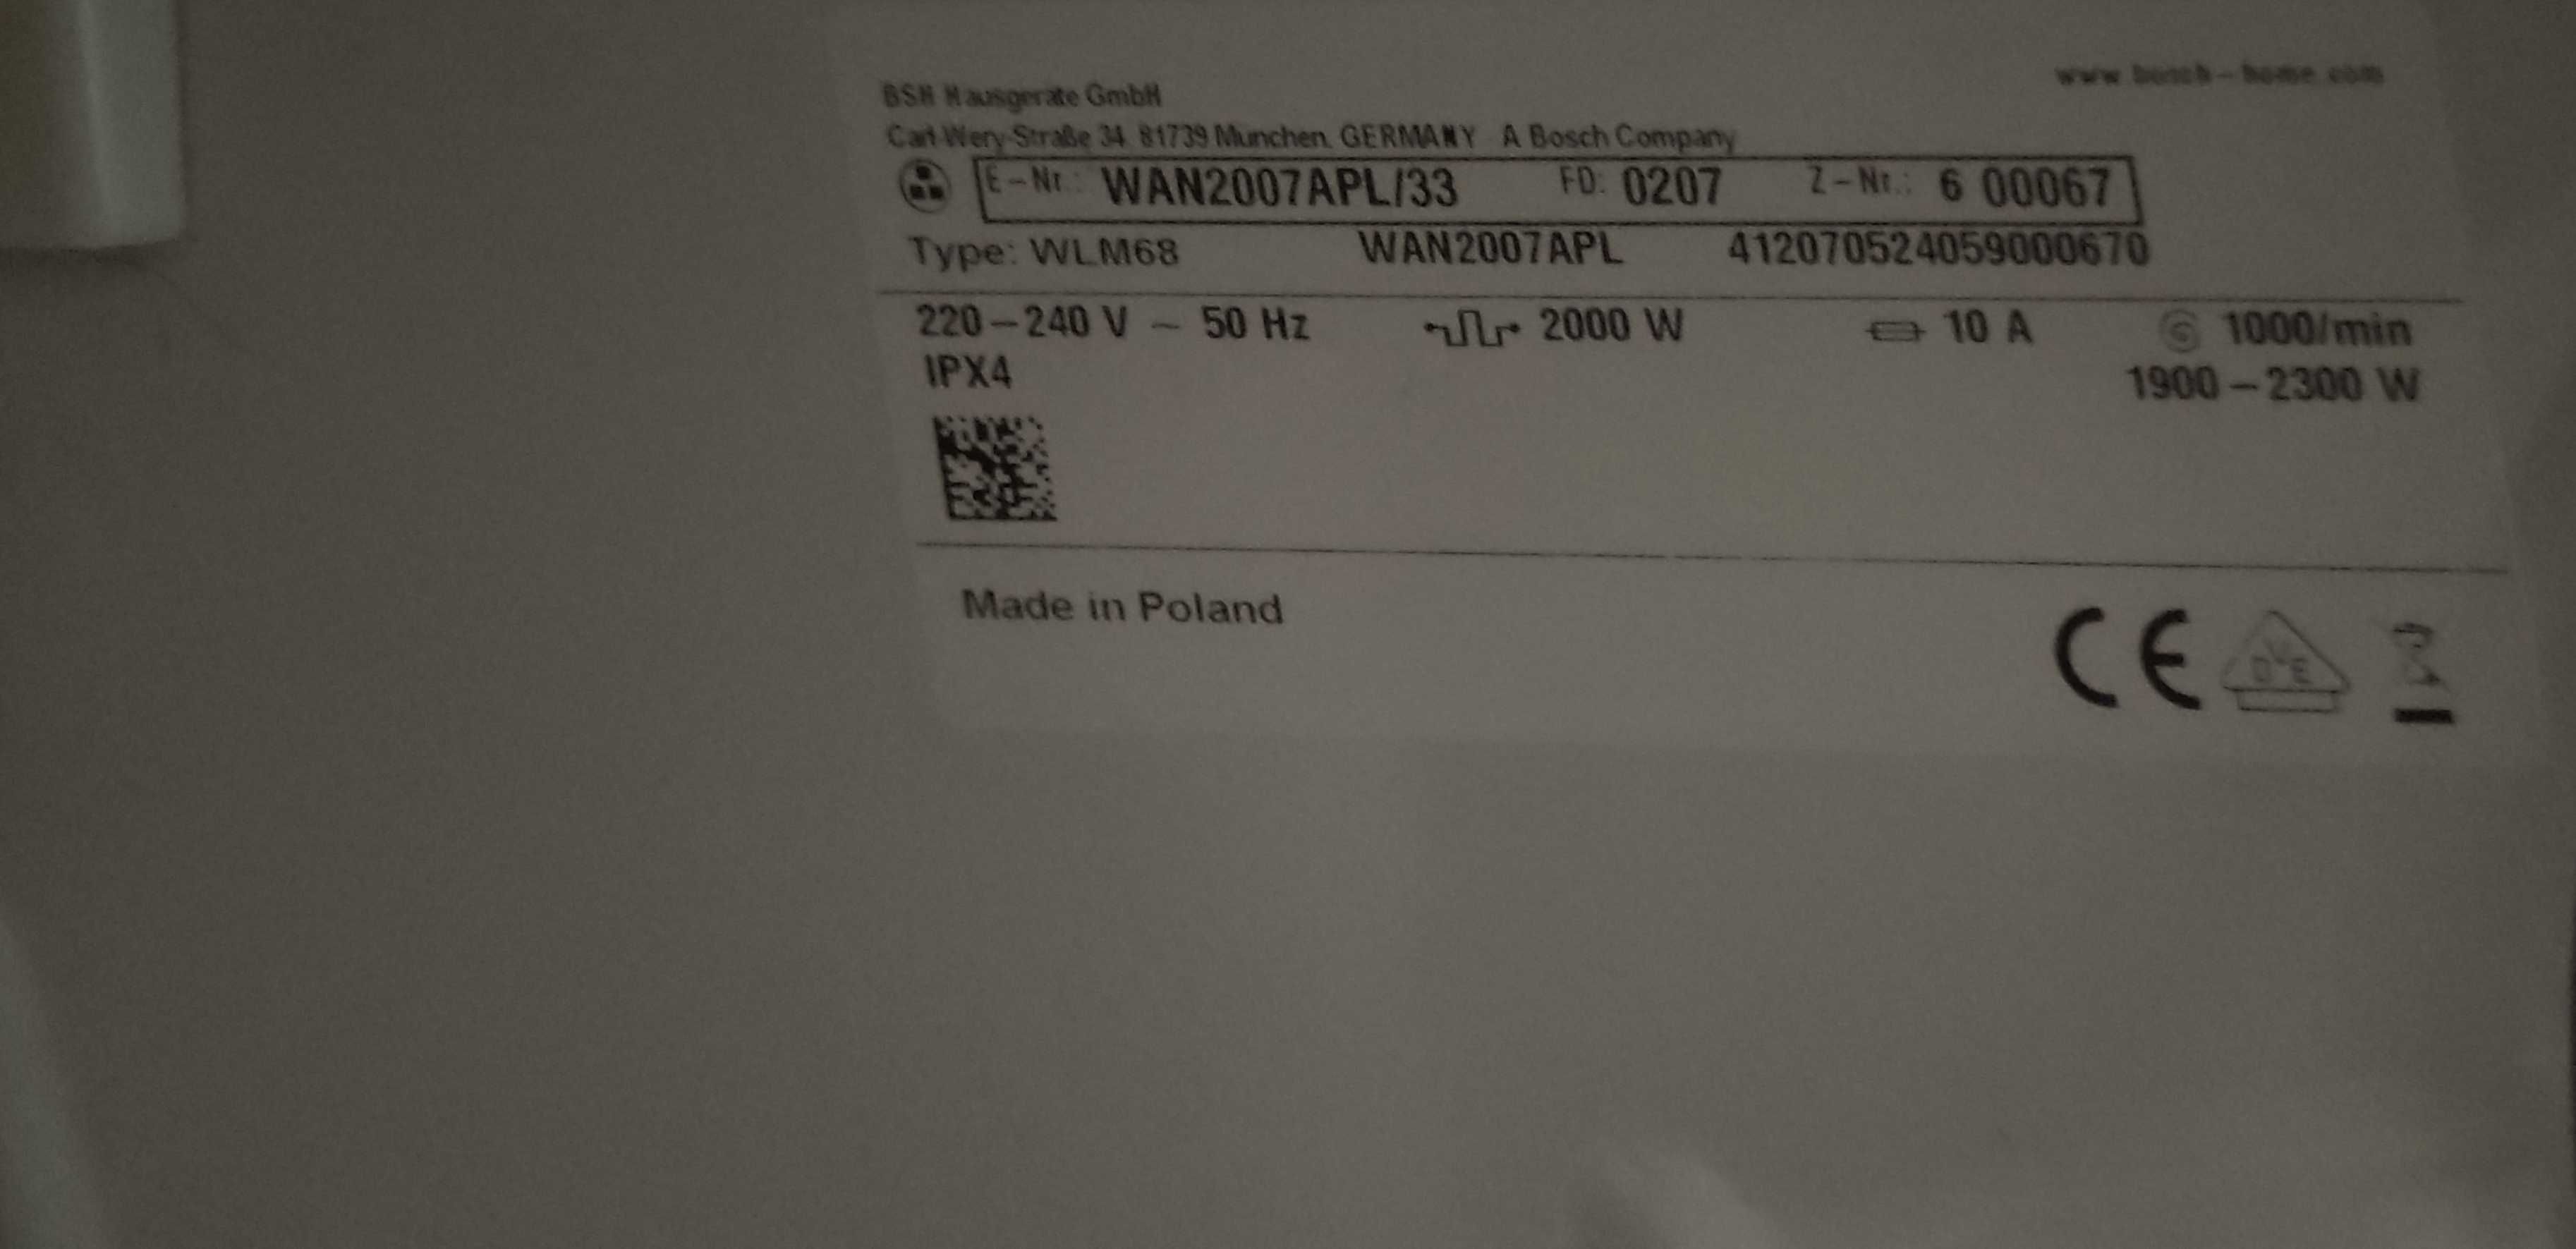 www.bosch-home.com
BSH Hausgeräte GmbH
Carl-Wery-Straße 34, 81739 München, GERMANY A Bosch Company
E-Nr.: WAN2007APL/33 FD: 0207 Z-Nr.: 6 00067
Type: WLM68 WAN2007APL 412070524059000670
220-240 V ~ 50 Hz 2000 W 10 A 1000/min
IPX4 1900-2300 W
Made in Poland
CE DVE